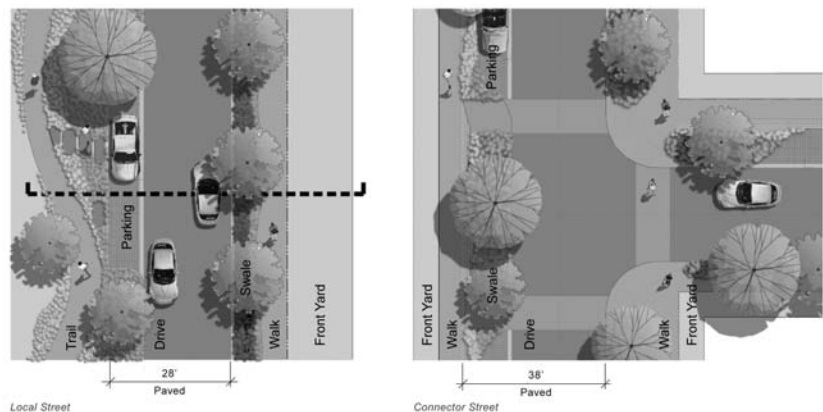 Trail
Parking
Drive
Swale
Walk
Front Yard
28'
Paved
Local Street
Parking
Front Yard
Walk
Swale
Drive
Walk
Front Yard
38'
Paved
Connector Street